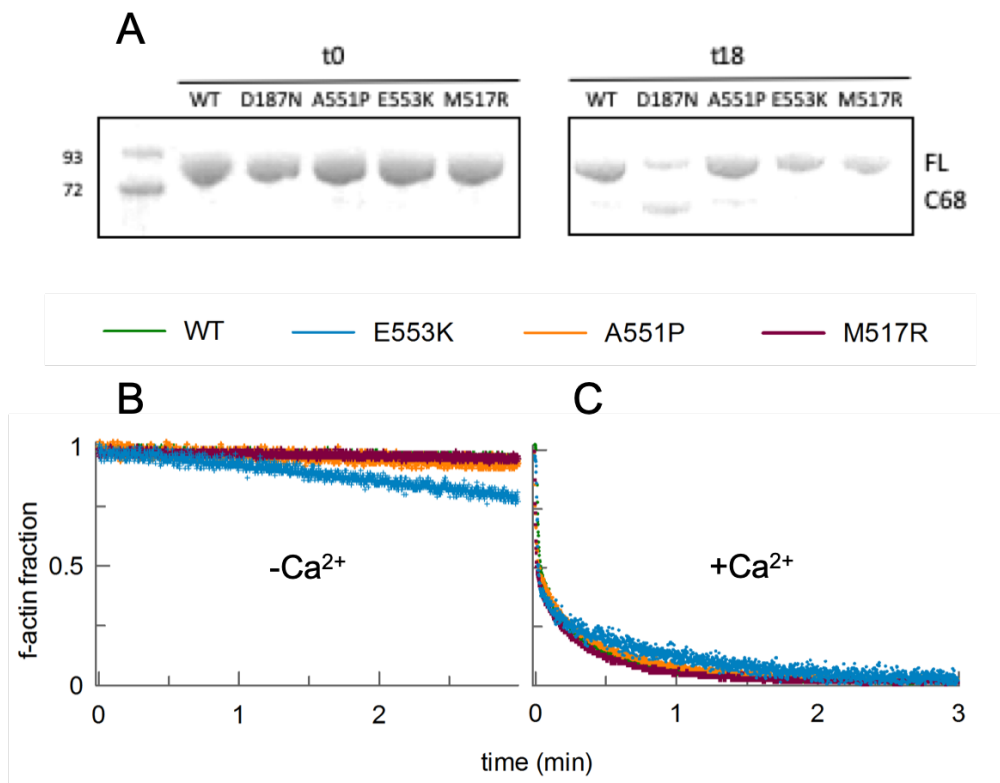 A
t0 t18
WT D187N A551P E553K M517R WT D187N A551P E553K M517R
93 FL
72 C68
WT E553K A551P M517R
B C
1
0.5
0
f-actin fraction
-Ca²⁺ +Ca²⁺
0 1 2 0 1 2 3
time (min)